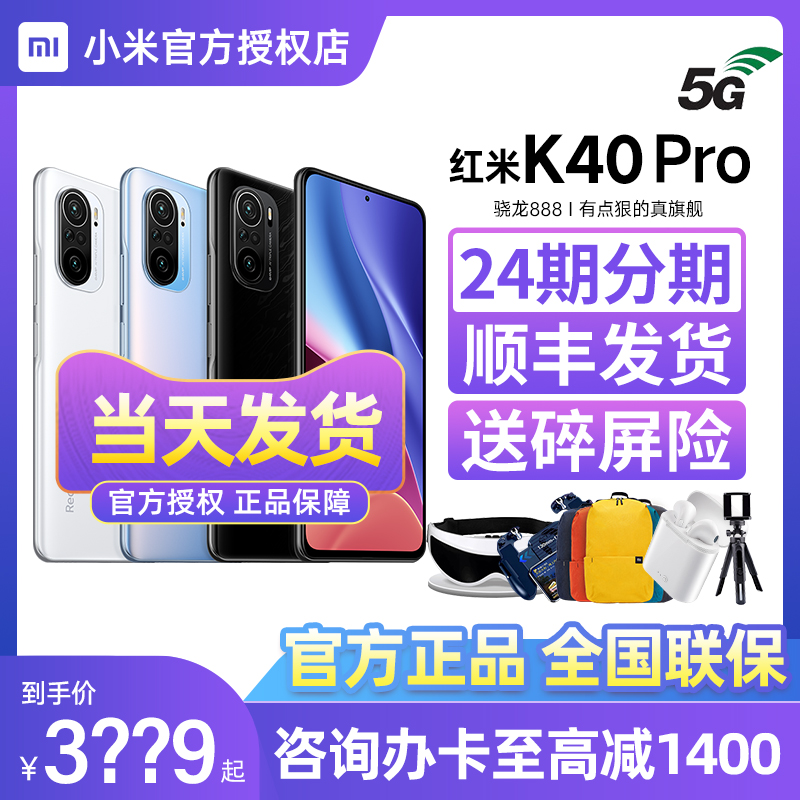 mi 小米官方授权店
5G
红米K40 Pro
骁龙888 | 有点狠的真旗舰
24期分期
顺丰发货
送碎屏险
当天发货
官方授权 正品保障
官方正品 全国联保
到手价
¥3??9起
咨询办卡至高减1400